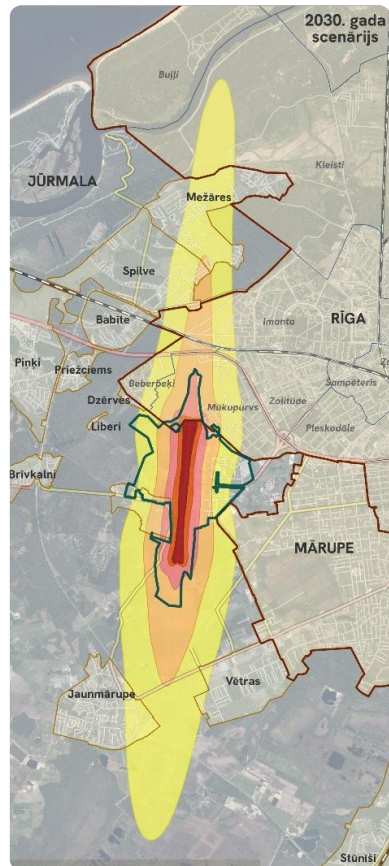 2030. gada
scenārijs
Buļļi
Kleisti
JŪRMALA
Mežāres
Spilve
Babīte
Imanta
RĪGA
Piņķi
Priežciems
Beberbeķi
Šampēteris
Dzērves
Mūkupurvs
Zolitūde
Liberi
Pleskodāle
Brīvkalni
MĀRUPE
Jaunmārupe
Vētras
Stūnīši